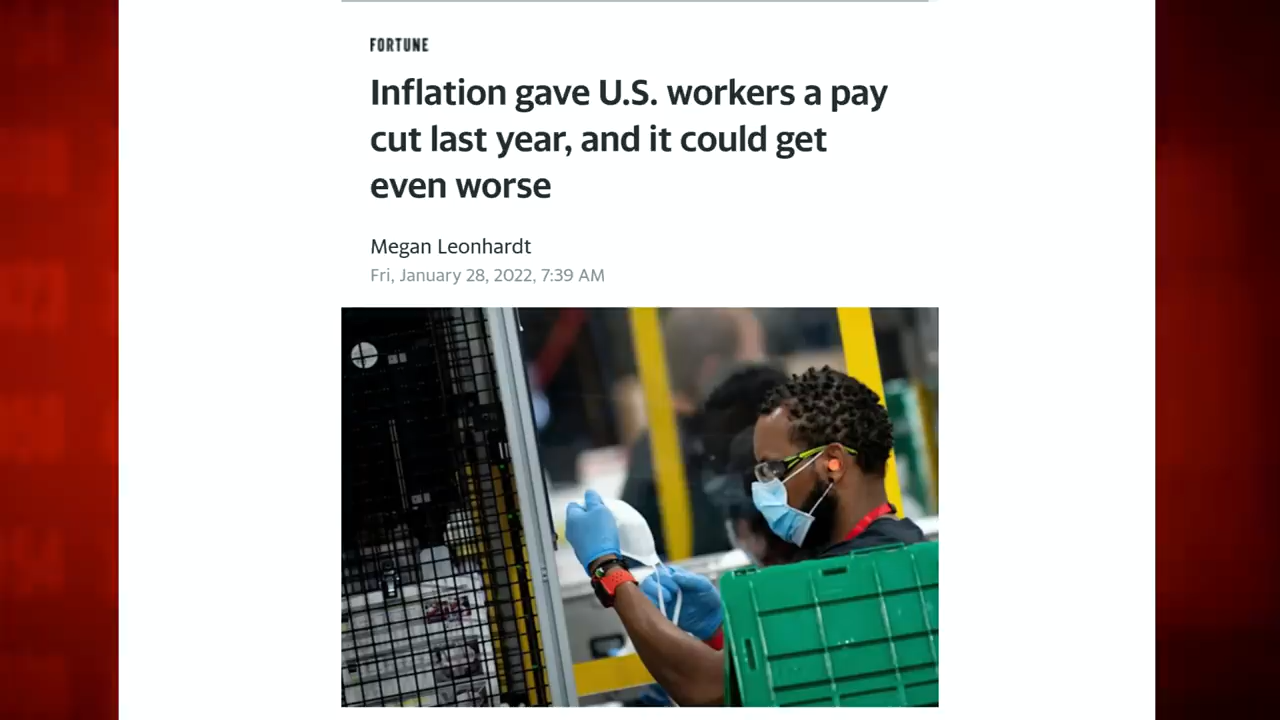 FORTUNE
Inflation gave U.S. workers a pay
cut last year, and it could get
even worse
Megan Leonhardt
Fri, January 28, 2022, 7:39 AM